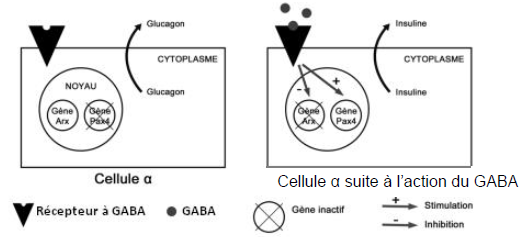 Glucagon
CYTOPLASME
NOYAU
Gène Arx
Gène Pax4
Glucagon
Cellule α
Insuline
CYTOPLASME
+
-
Gène Arx
Gène Pax4
Insuline
Cellule α suite à l'action du GABA
Récepteur à GABA
GABA
Gène inactif
+ Stimulation
- Inhibition